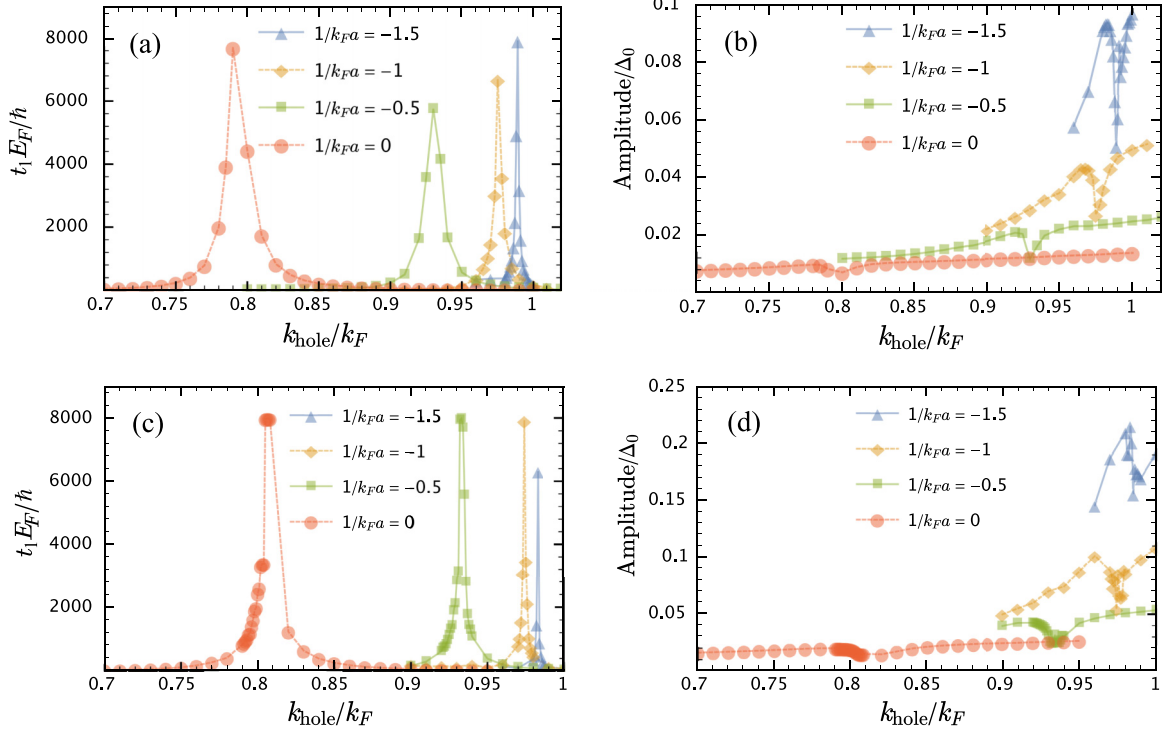 (a)
1/k_Fa = −1.5
1/k_Fa = −1
1/k_Fa = −0.5
1/k_Fa = 0
t₁E_F/ħ
8000
6000
4000
2000
0.7
0.75
0.8
0.85
0.9
0.95
1
k_hole/k_F
(b)
1/k_Fa = −1.5
1/k_Fa = −1
1/k_Fa = −0.5
1/k_Fa = 0
Amplitude/Δ₀
0.1
0.08
0.06
0.04
0.02
0.7
0.75
0.8
0.85
0.9
0.95
1
k_hole/k_F
(c)
1/k_Fa = −1.5
1/k_Fa = −1
1/k_Fa = −0.5
1/k_Fa = 0
t₁E_F/ħ
8000
6000
4000
2000
0.7
0.75
0.8
0.85
0.9
0.95
1
k_hole/k_F
(d)
1/k_Fa = −1.5
1/k_Fa = −1
1/k_Fa = −0.5
1/k_Fa = 0
Amplitude/Δ₀
0.25
0.2
0.15
0.1
0.05
0.7
0.75
0.8
0.85
0.9
0.95
1
k_hole/k_F